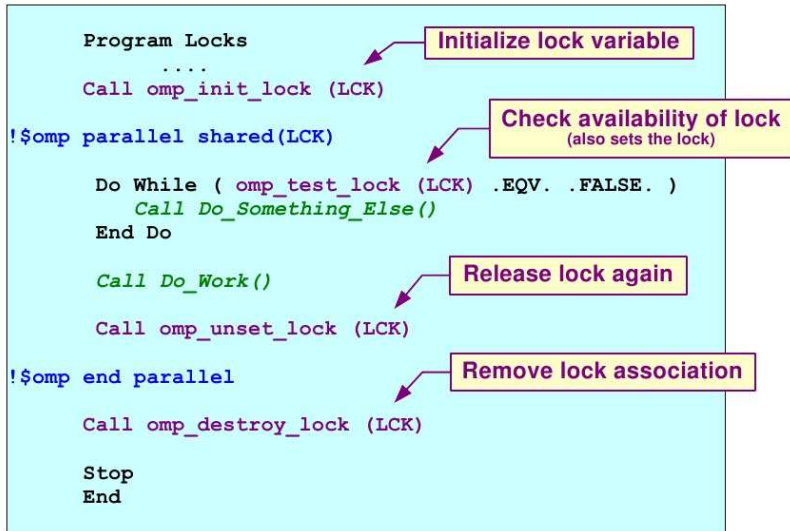 Program Locks
Initialize lock variable
....
Call omp_init_lock (LCK)
Check availability of lock
(also sets the lock)
!$omp parallel shared(LCK)
Do While ( omp_test_lock (LCK) .EQV. .FALSE. )
Call Do_Something_Else()
End Do
Release lock again
Call Do_Work()
Call omp_unset_lock (LCK)
Remove lock association
!$omp end parallel
Call omp_destroy_lock (LCK)
Stop
End